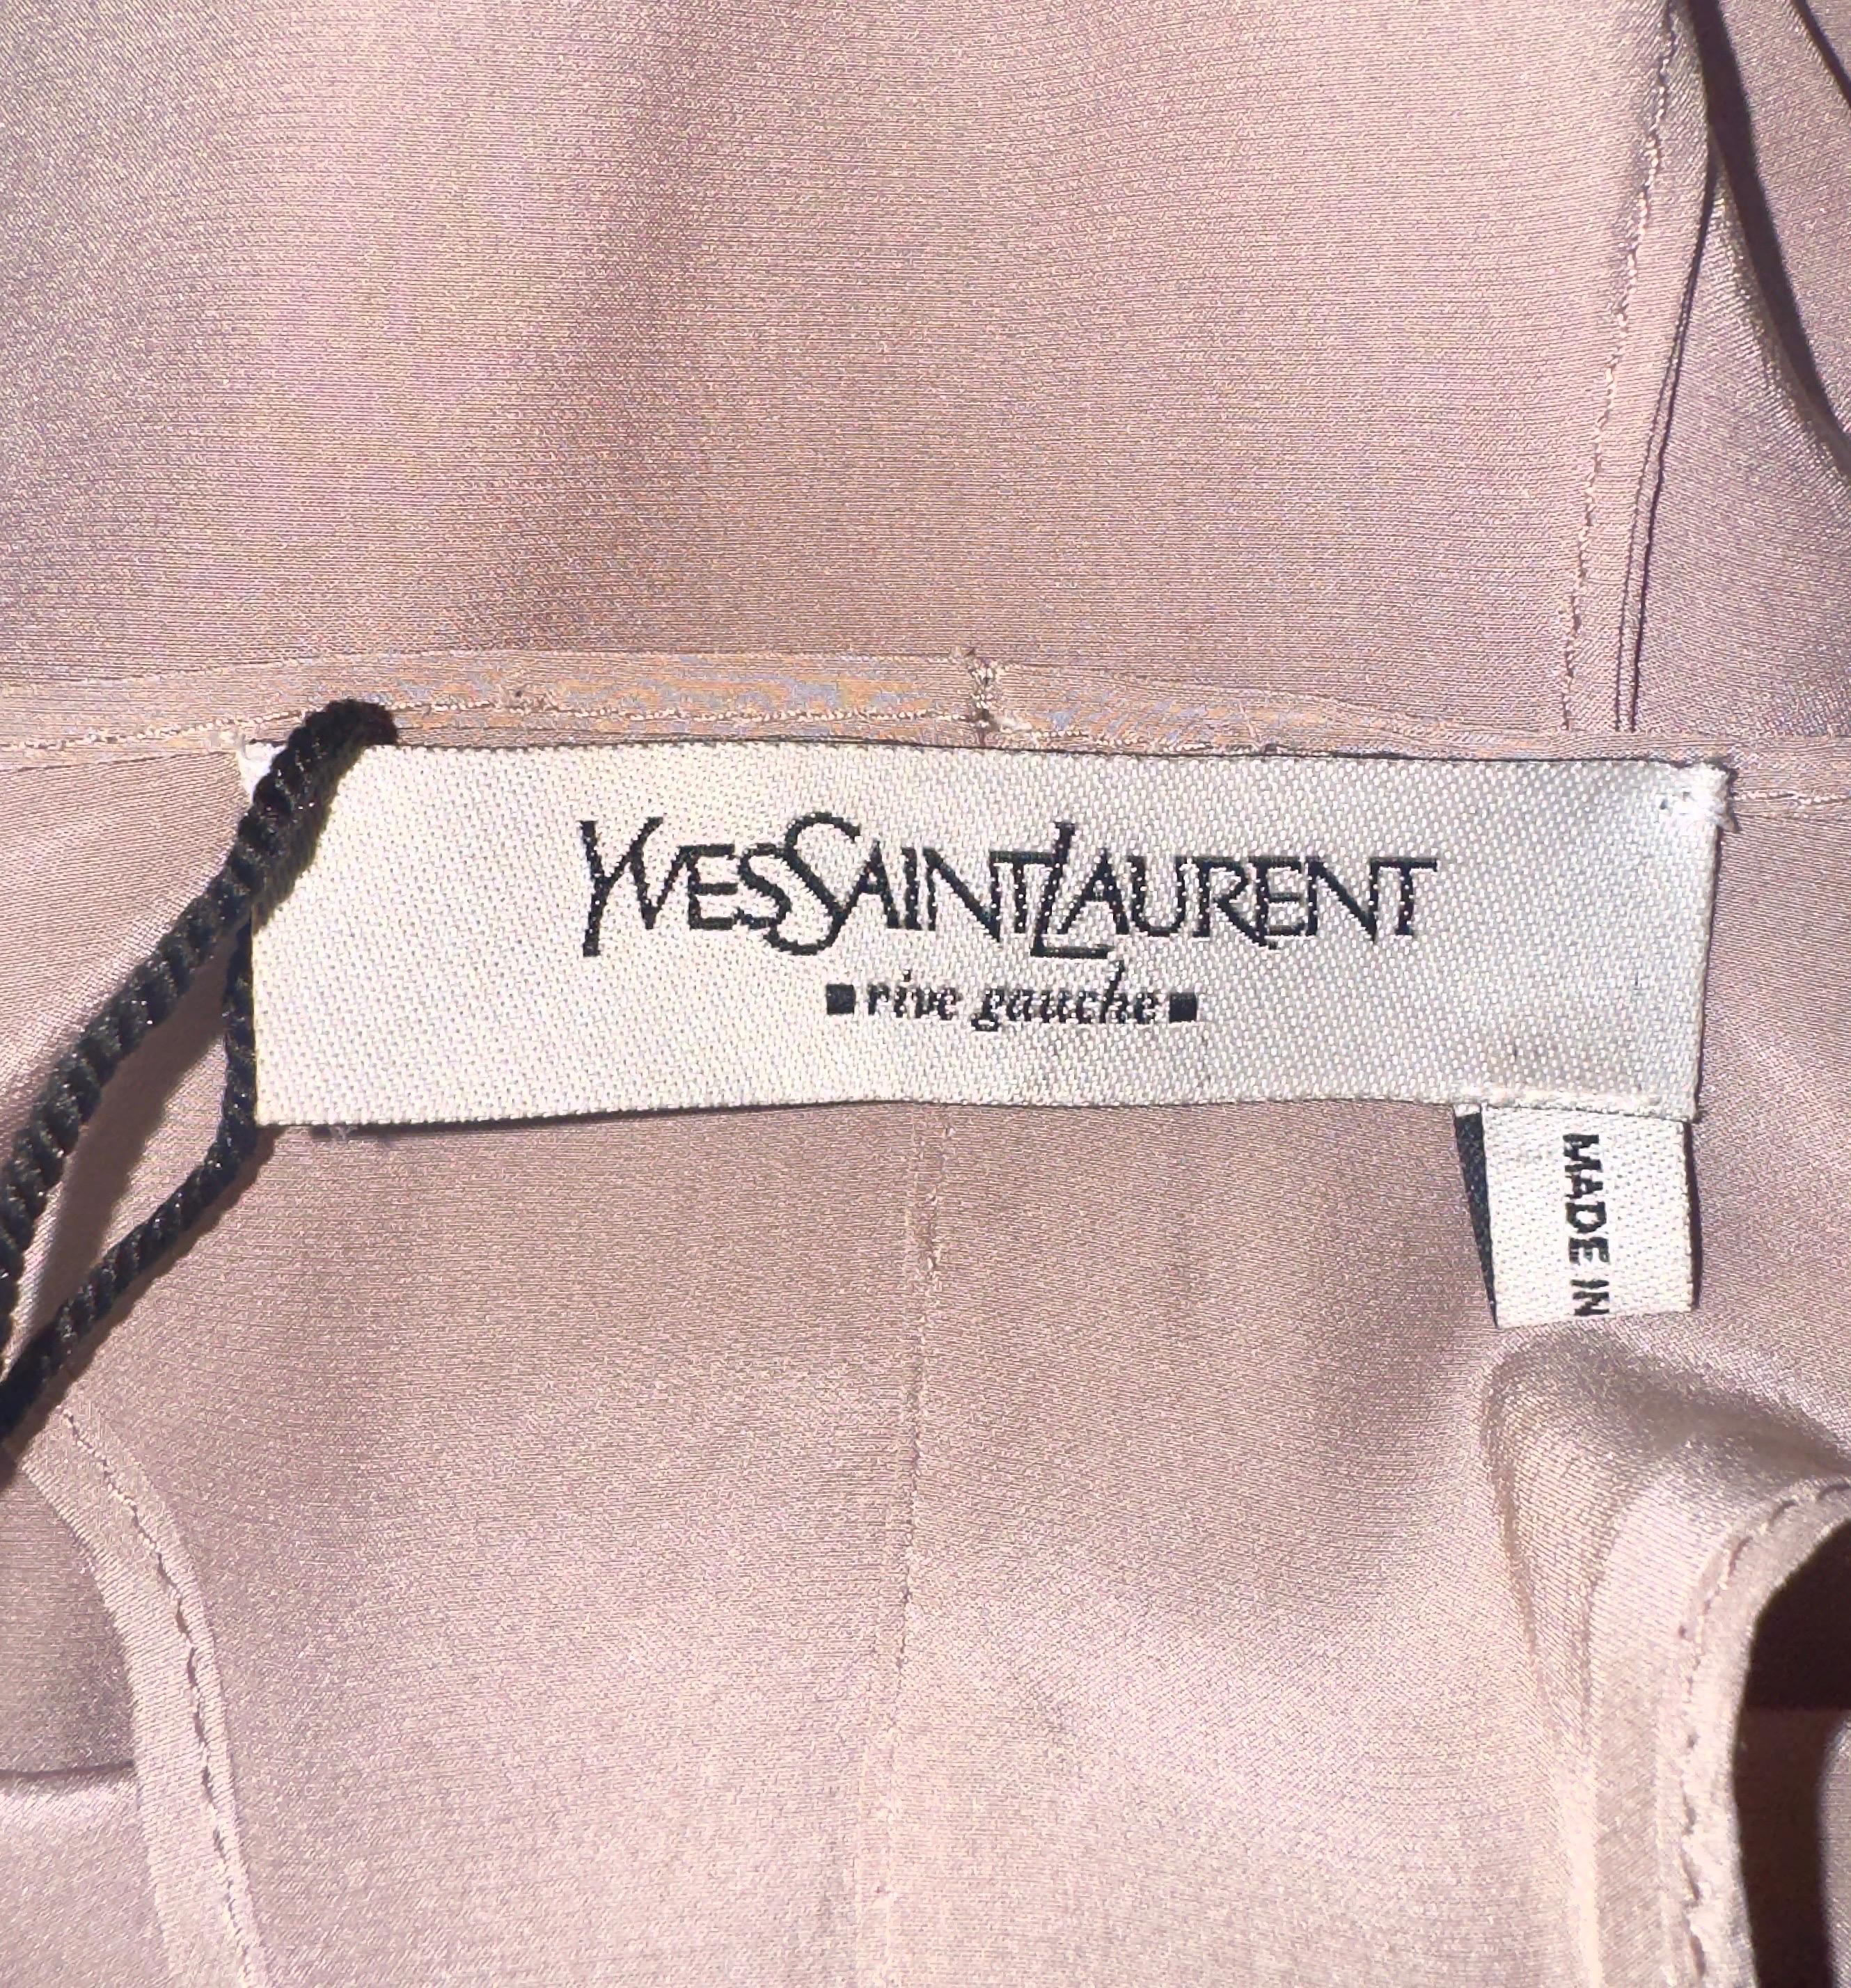 YVESSAINTLAURENT
rive gauche
MADE IN